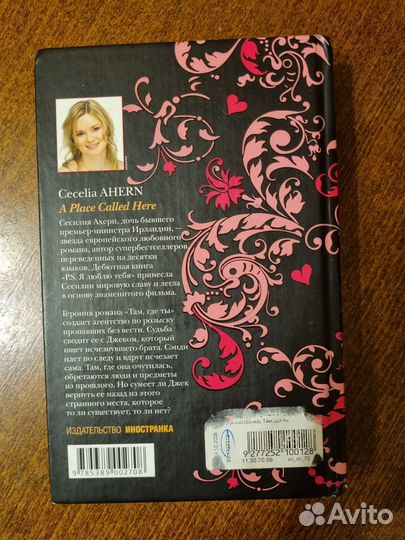 Cecelia AHERN
A Place Called Here
Сесилия Ахерн, дочь бывшего
премьер-министра Ирландии, —
звезда европейского любовного
романа, автор супербестселлеров
переведенных на десятки
языков. Дебютная книга
«P.S. Я люблю тебя» принесла
Сесилии мировую славу и легла
в основу знаменитого фильма.
Героиня романа «Там, где ты»
создает агентство по розыску
пропавших без вести. Судьба
сводит ее с Джеком, который
ищет исчезнувшего брата. Сэнди
идет по следу и вдруг исчезает
сама. Там, где она очутилась,
обретаются люди и предметы
из прошлого. Но сумеет ли Джек
вернуть ее назад из этого
странного места, которое
то ли существует, то ли нет?
ИЗДАТЕЛЬСТВО ИНОСТРАНКА
9 785389 002708
9 277252 100128
11 30 70 09
Avito